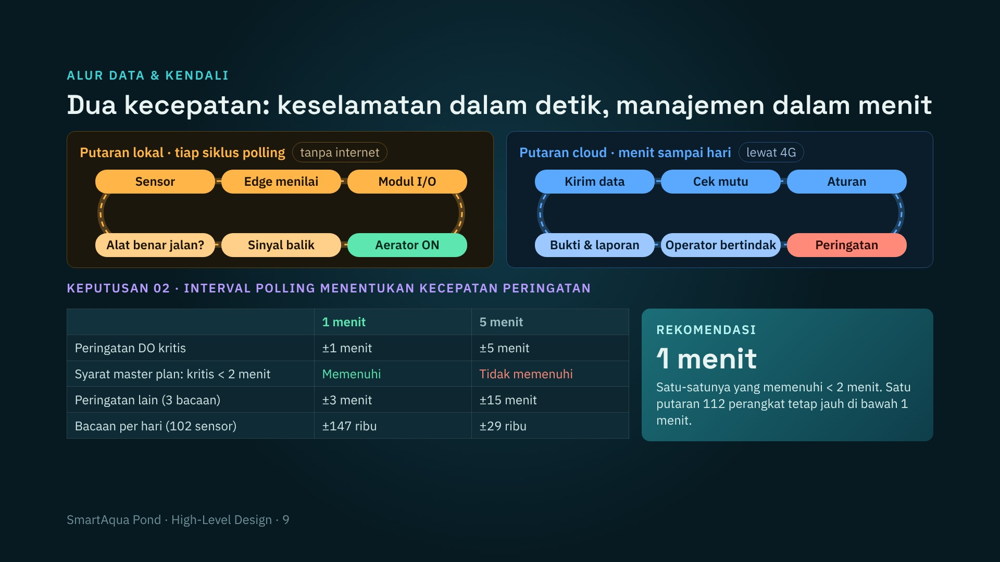 ALUR DATA & KENDALI
Dua kecepatan: keselamatan dalam detik, manajemen dalam menit
Putaran lokal · tiap siklus polling
tanpa internet
Sensor
Edge menilai
Modul I/O
Alat benar jalan?
Sinyal balik
Aerator ON
Putaran cloud · menit sampai hari
lewat 4G
Kirim data
Cek mutu
Aturan
Bukti & laporan
Operator bertindak
Peringatan
KEPUTUSAN 02 · INTERVAL POLLING MENENTUKAN KECEPATAN PERINGATAN
1 menit
5 menit
Peringatan DO kritis
±1 menit
±5 menit
Syarat master plan: kritis < 2 menit
Memenuhi
Tidak memenuhi
Peringatan lain (3 bacaan)
±3 menit
±15 menit
Bacaan per hari (102 sensor)
±147 ribu
±29 ribu
REKOMENDASI
1 menit
Satu-satunya yang memenuhi < 2 menit. Satu
putaran 112 perangkat tetap jauh di bawah 1
menit.
SmartAqua Pond · High-Level Design · 9